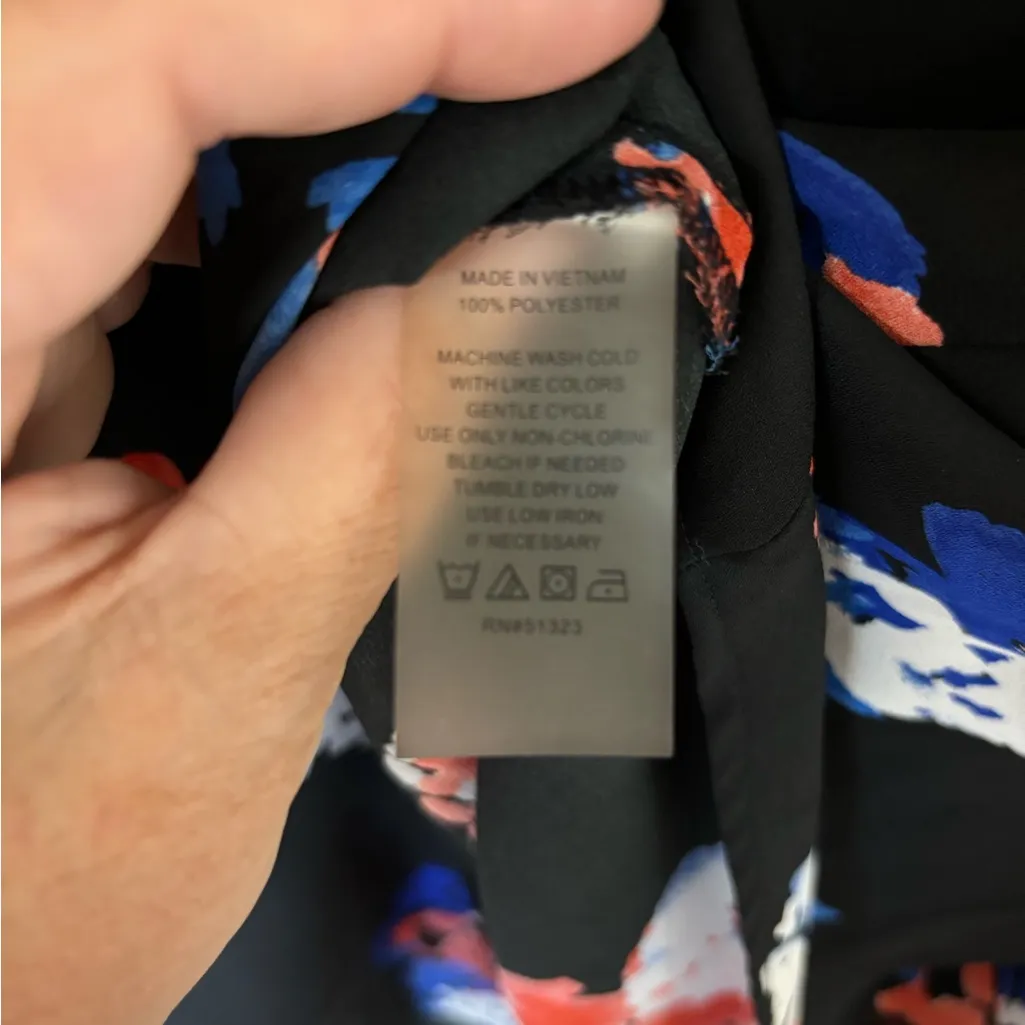 MADE IN VIETNAM
100% POLYESTER
MACHINE WASH COLD
WITH LIKE COLORS
GENTLE CYCLE
USE ONLY NON-CHLORINE
BLEACH IF NEEDED
TUMBLE DRY LOW
USE LOW IRON
IF NECESSARY
RN#51323